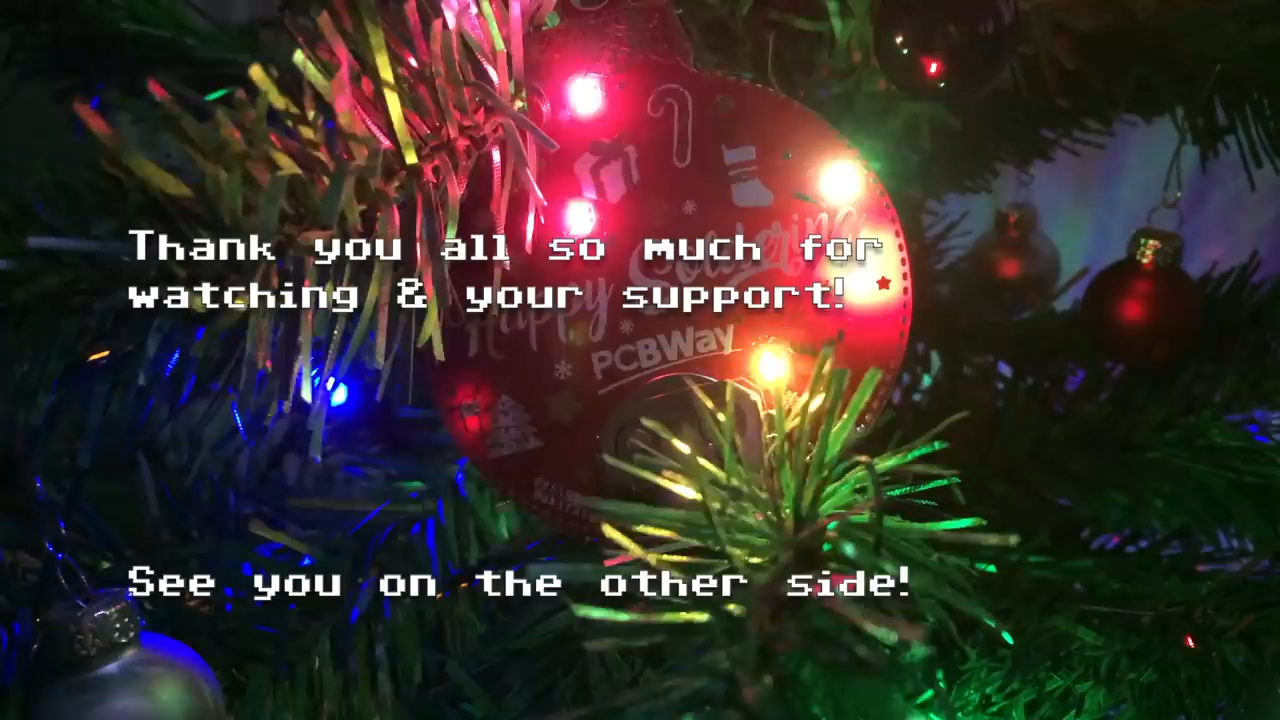 Thank you all so much for
watching & your support!
Happy Soldering
PCBWay
See you on the other side!